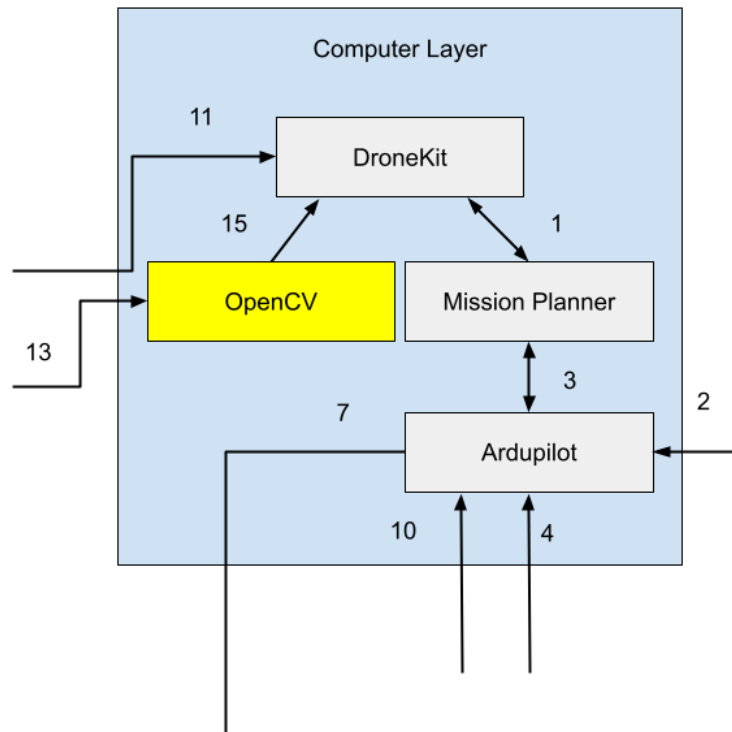 Computer Layer
11
DroneKit
15
1
OpenCV
Mission Planner
13
3
7
2
Ardupilot
10
4